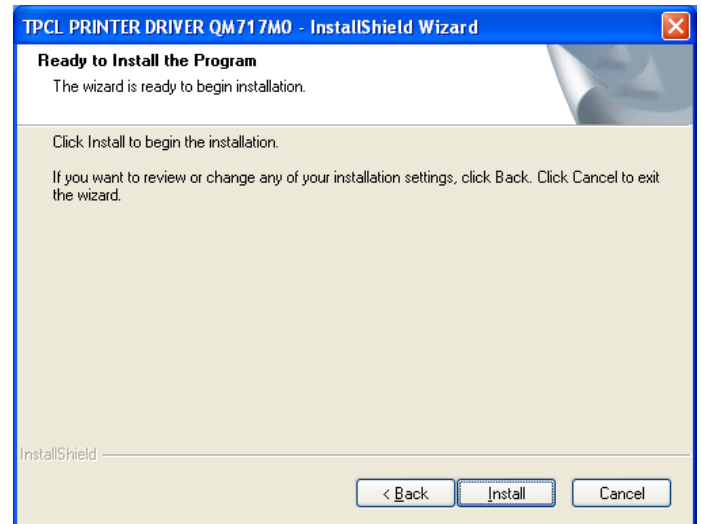 TPCL PRINTER DRIVER QM717M0 - InstallShield Wizard
Ready to Install the Program
The wizard is ready to begin installation.
Click Install to begin the installation.
If you want to review or change any of your installation settings, click Back. Click Cancel to exit
the wizard.
InstallShield
< Back Install Cancel